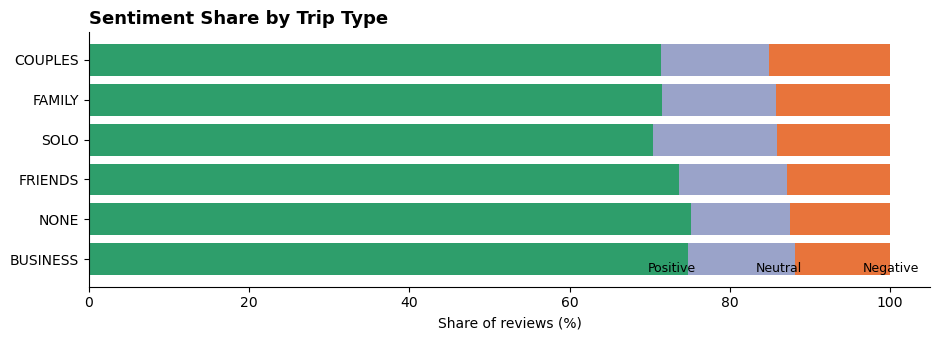 Sentiment Share by Trip Type
COUPLES
FAMILY
SOLO
FRIENDS
NONE
BUSINESS
Positive Neutral Negative
0 20 40 60 80 100
Share of reviews (%)